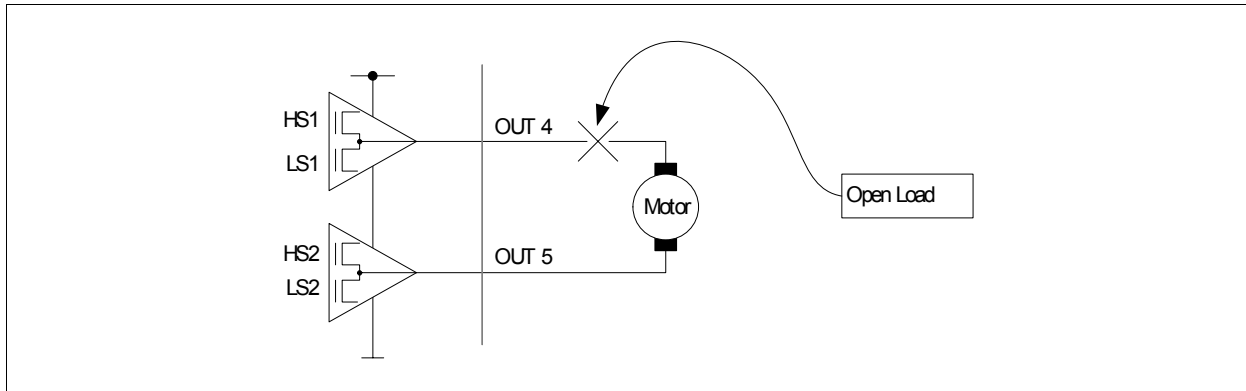 HS1
LS1
OUT 4
Motor
Open Load
HS2
LS2
OUT 5